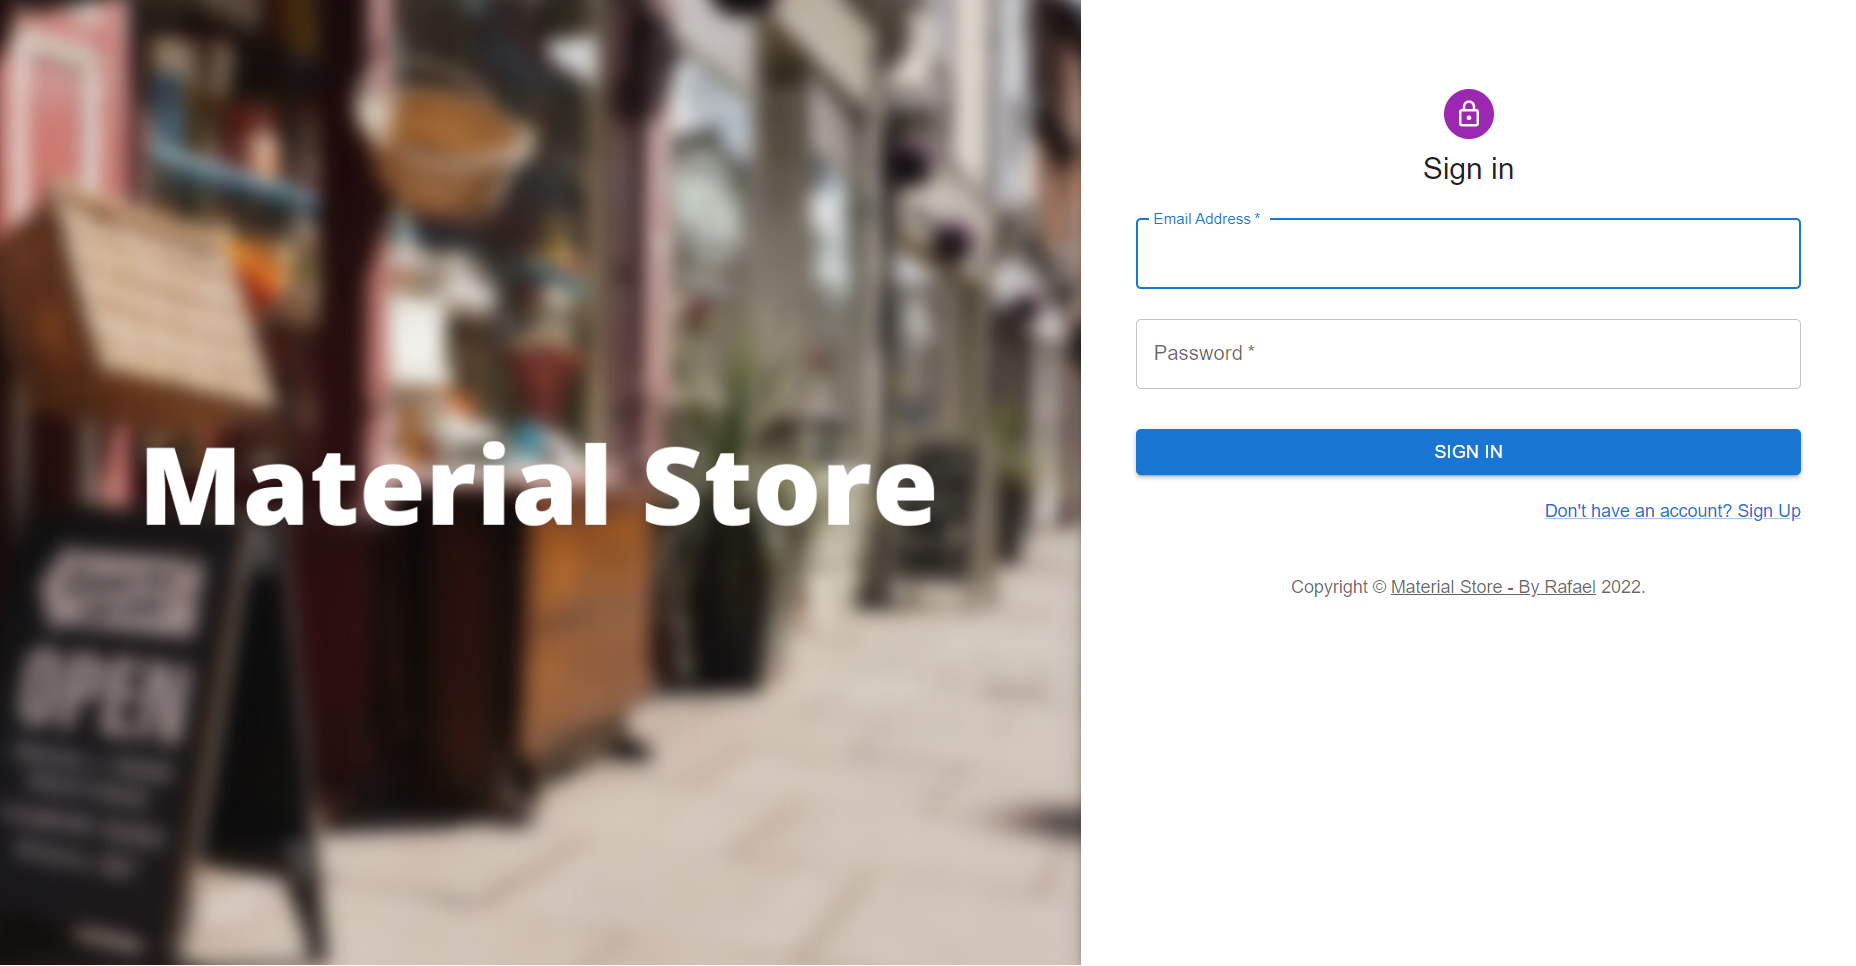 Material Store
OPEN
Sign in
Email Address *
Password *
SIGN IN
Don't have an account? Sign Up
Copyright © Material Store - By Rafael 2022.